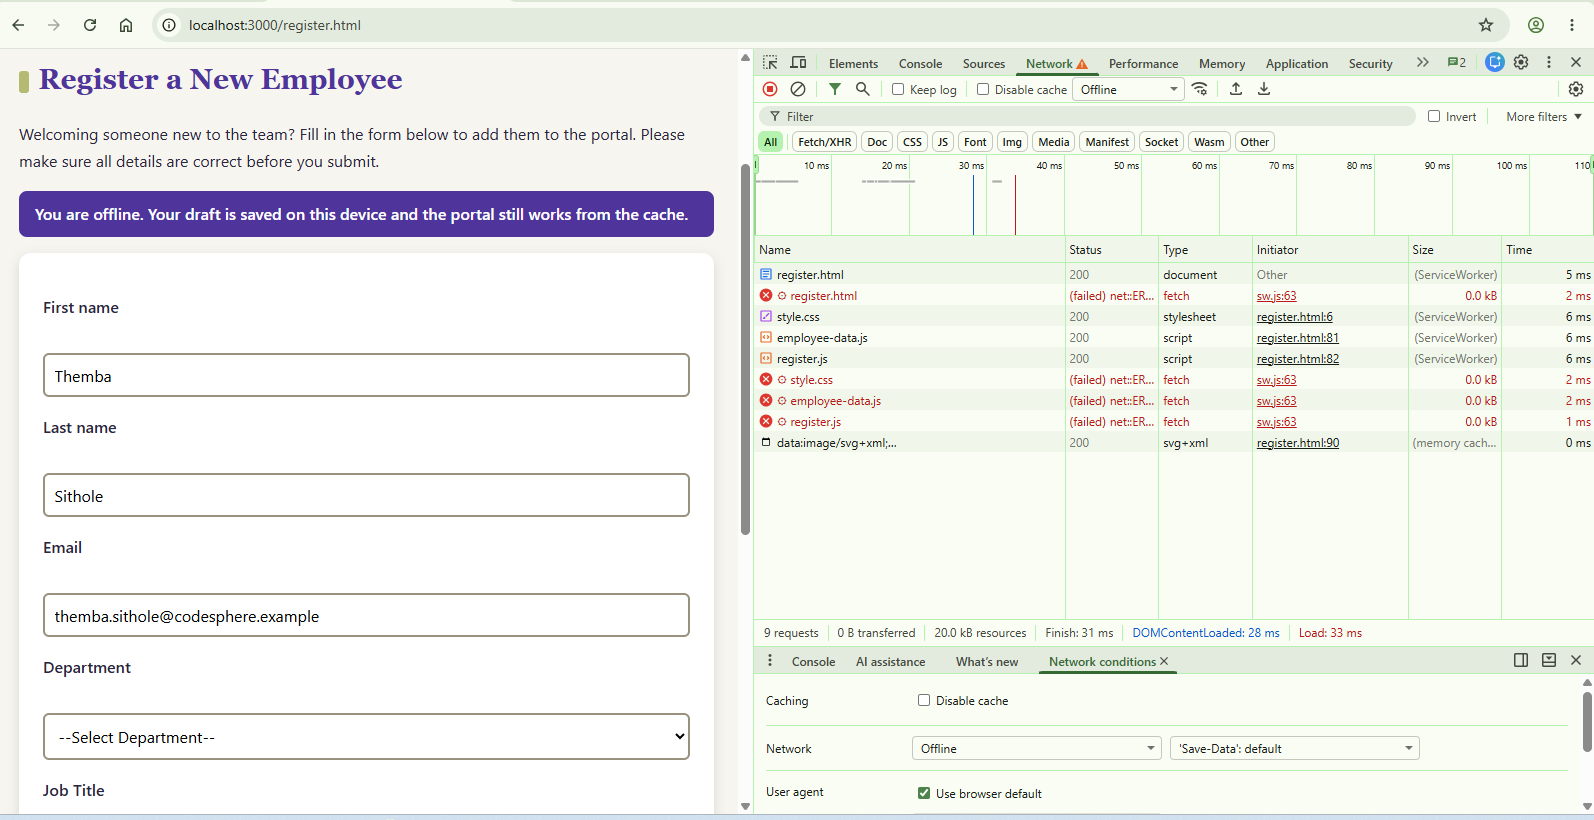 localhost:3000/register.html
Register a New Employee
Welcoming someone new to the team? Fill in the form below to add them to the portal. Please
make sure all details are correct before you submit.
You are offline. Your draft is saved on this device and the portal still works from the cache.
First name
Themba
Last name
Sithole
Email
themba.sithole@codesphere.example
Department
--Select Department--
Job Title
Elements Console Sources Network Performance Memory Application Security 2
Keep log Disable cache Offline
Filter Invert More filters
All Fetch/XHR Doc CSS JS Font Img Media Manifest Socket Wasm Other
10 ms 20 ms 30 ms 40 ms 50 ms 60 ms 70 ms 80 ms 90 ms 100 ms 110
Name Status Type Initiator Size Time
register.html 200 document Other (ServiceWorker) 5 ms
register.html (failed) net::ER... fetch sw.js:63 0.0 kB 2 ms
style.css 200 stylesheet register.html:6 (ServiceWorker) 6 ms
employee-data.js 200 script register.html:81 (ServiceWorker) 6 ms
register.js 200 script register.html:82 (ServiceWorker) 6 ms
style.css (failed) net::ER... fetch sw.js:63 0.0 kB 2 ms
employee-data.js (failed) net::ER... fetch sw.js:63 0.0 kB 2 ms
register.js (failed) net::ER... fetch sw.js:63 0.0 kB 1 ms
data:image/svg+xml;... 200 svg+xml register.html:90 (memory cach... 0 ms
9 requests 0 B transferred 20.0 kB resources Finish: 31 ms DOMContentLoaded: 28 ms Load: 33 ms
Console AI assistance What's new Network conditions
Caching Disable cache
Network Offline 'Save-Data': default
User agent Use browser default